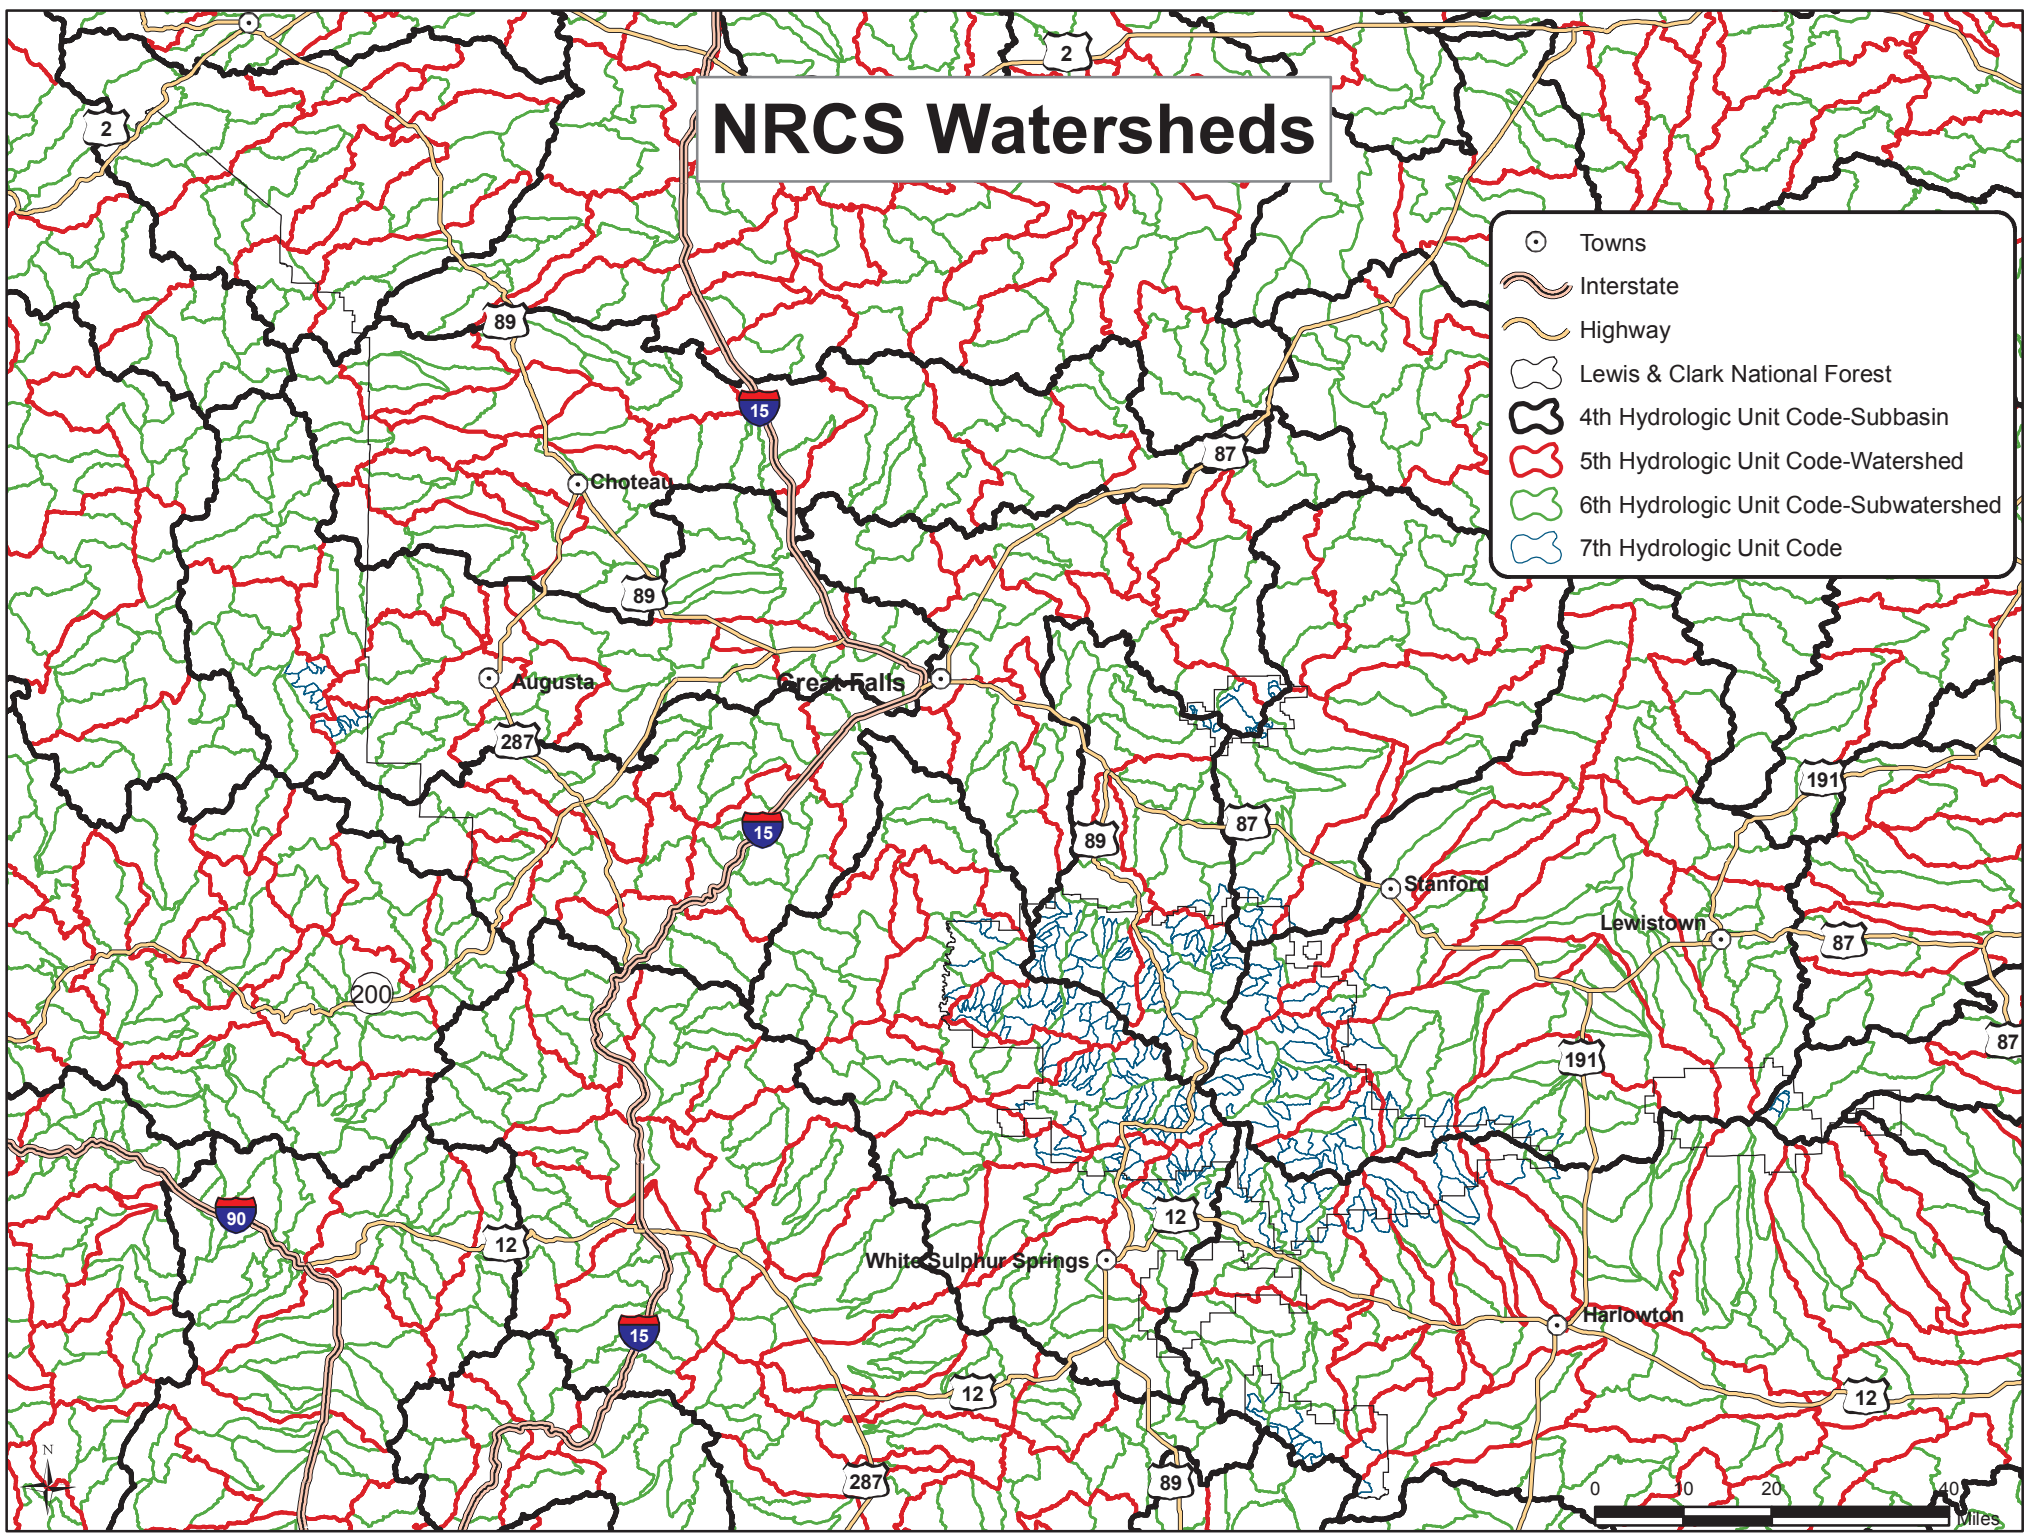 2
2
NRCS Watersheds
Towns
Interstate
Highway
Lewis & Clark National Forest
4th Hydrologic Unit Code-Subbasin
5th Hydrologic Unit Code-Watershed
6th Hydrologic Unit Code-Subwatershed
7th Hydrologic Unit Code
89
15
87
Choteau
89
Augusta
Great Falls
287
191
15
87
89
Stanford
Lewistown
87
200
87
191
90
12
12
White Sulphur Springs
15
Harlowton
12
12
N
287
89
0 10 20 40
Miles